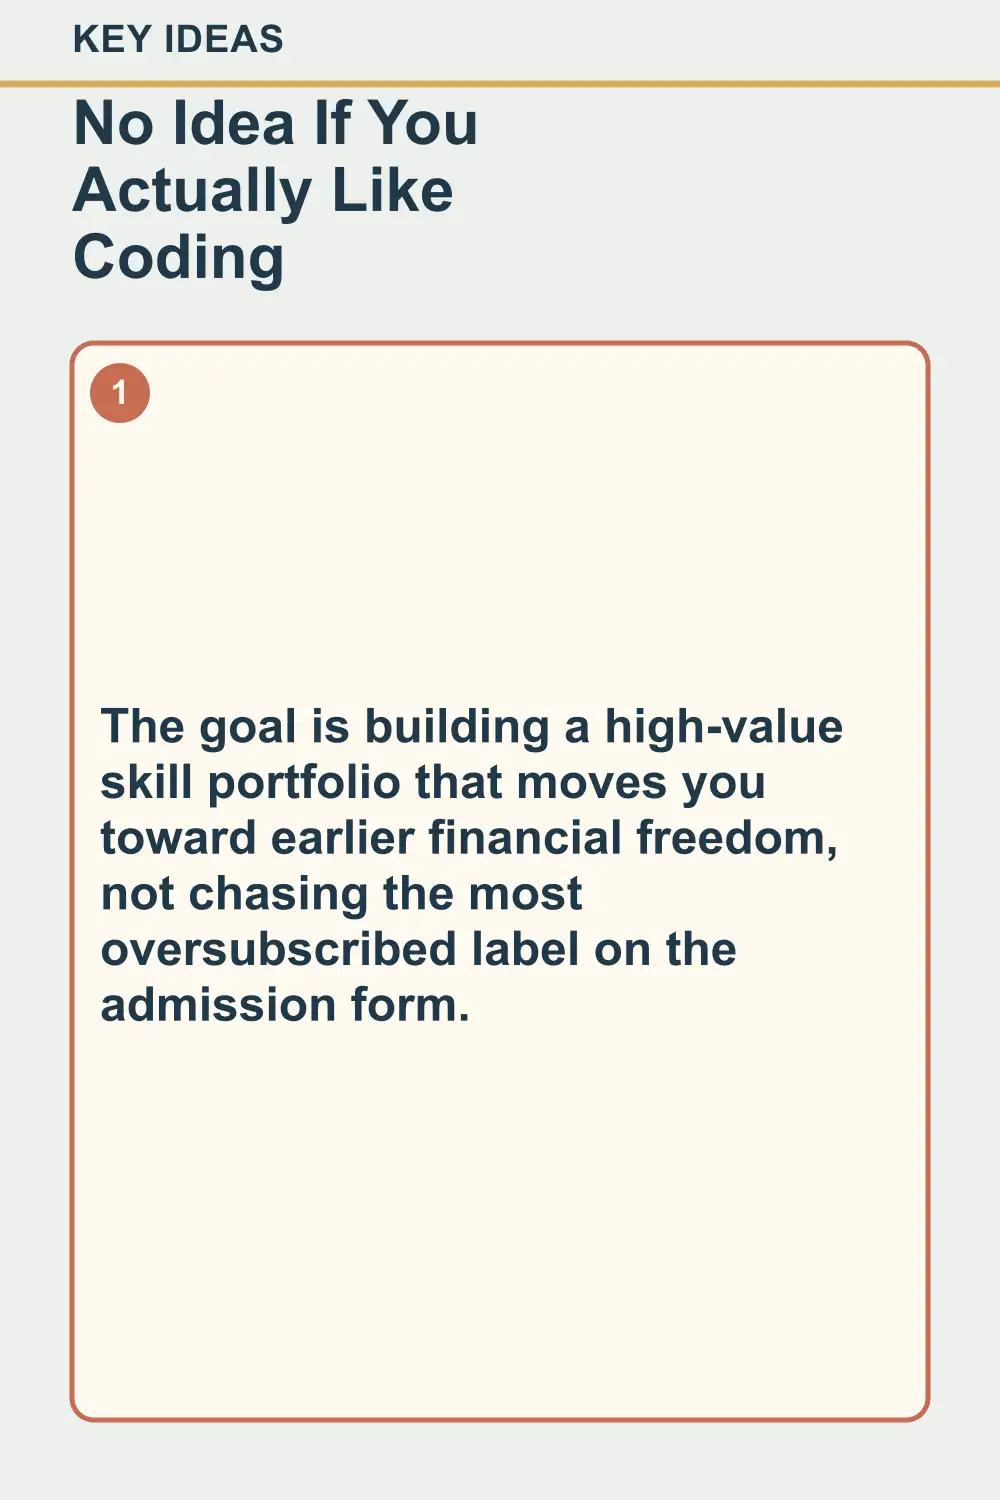 KEY IDEAS
No Idea If You
Actually Like
Coding
1
The goal is building a high-value
skill portfolio that moves you
toward earlier financial freedom,
not chasing the most
oversubscribed label on the
admission form.